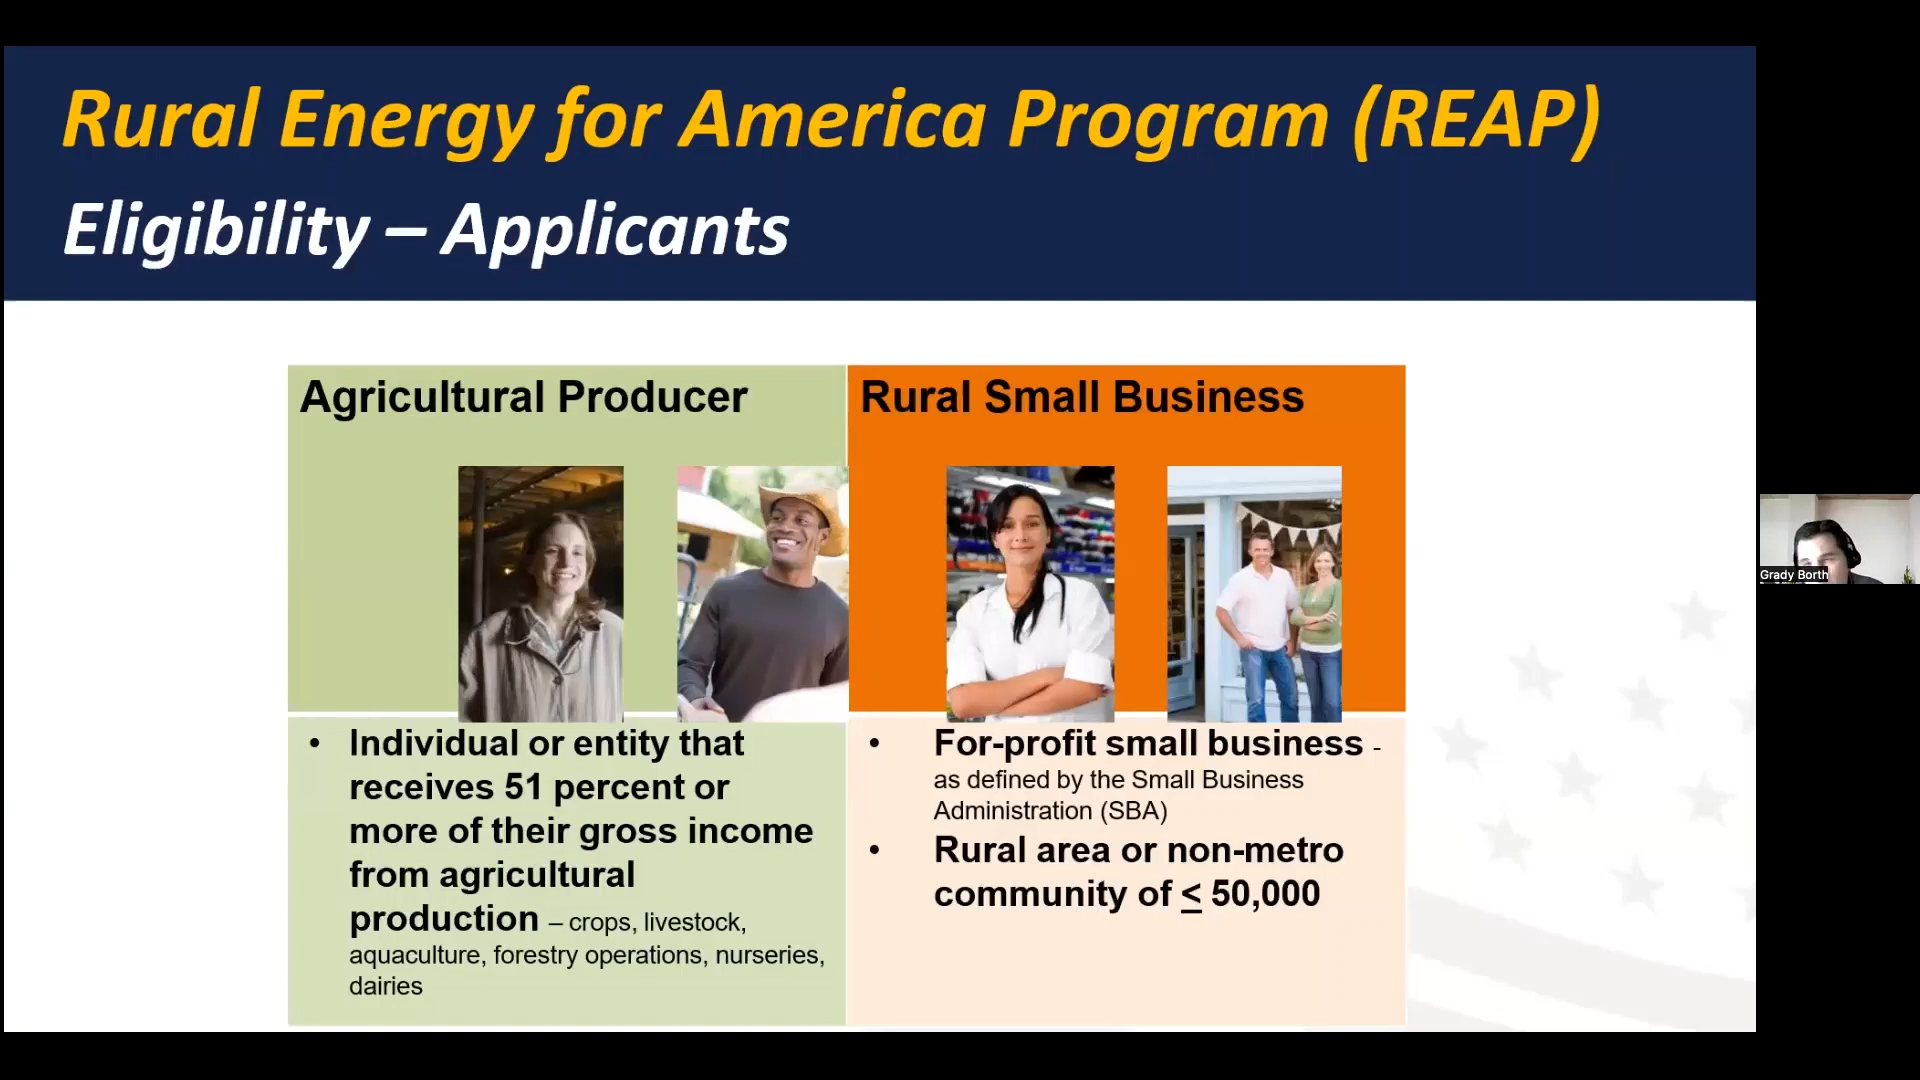 Rural Energy for America Program (REAP)
Eligibility – Applicants
Agricultural Producer
• Individual or entity that
receives 51 percent or
more of their gross income
from agricultural
production – crops, livestock,
aquaculture, forestry operations, nurseries,
dairies
Rural Small Business
• For-profit small business -
as defined by the Small Business
Administration (SBA)
• Rural area or non-metro
community of ≤ 50,000
Grady Borth